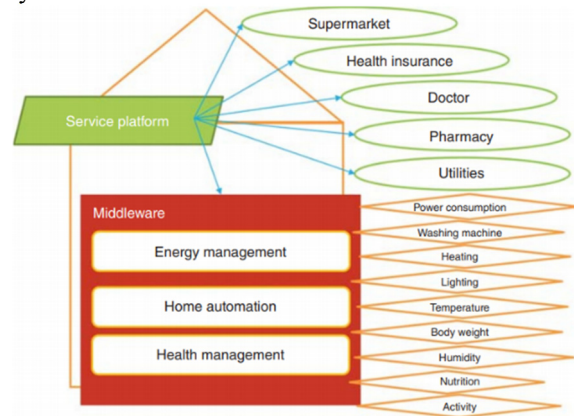 Supermarket
Health insurance
Service platform
Doctor
Pharmacy
Utilities
Middleware
Power consumption
Washing machine
Energy management
Heating
Lighting
Home automation
Temperature
Body weight
Health management
Humidity
Nutrition
Activity